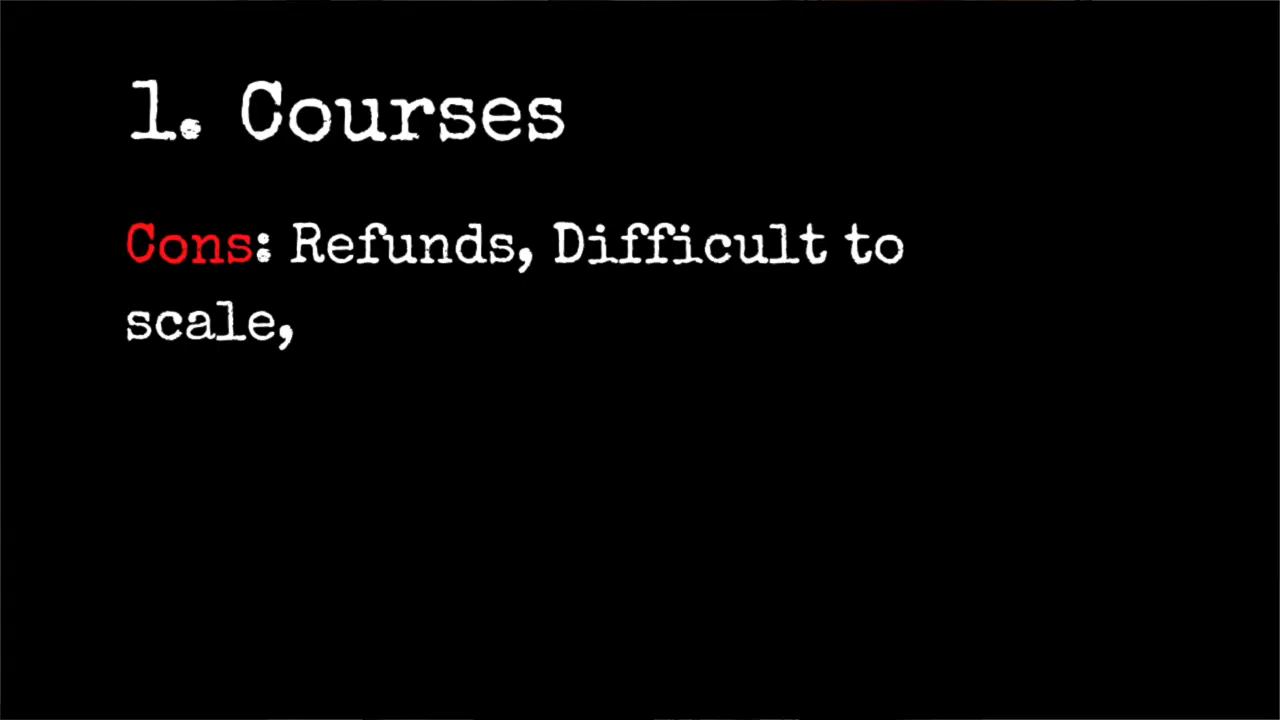 1. Courses
Cons: Refunds, Difficult to
scale,